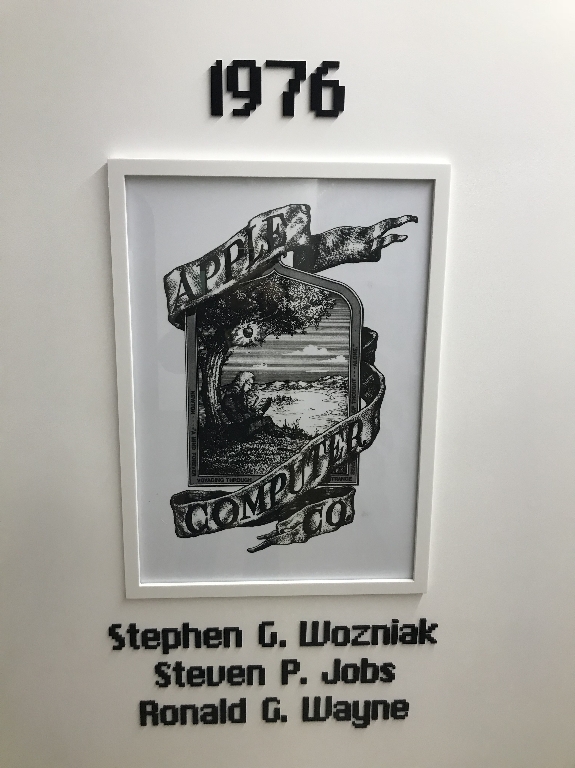 1976
APPLE
COMPUTER
CO
Stephen G. Wozniak
Steven P. Jobs
Ronald G. Wayne